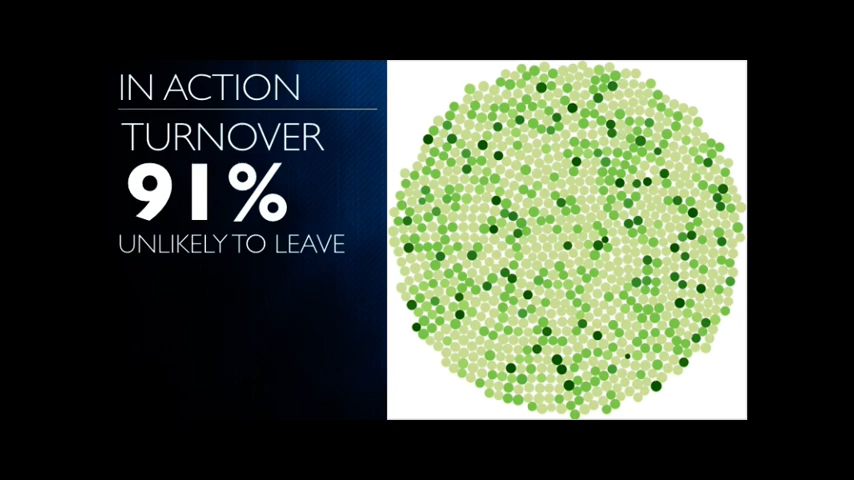 IN ACTION
TURNOVER
91%
UNLIKELY TO LEAVE